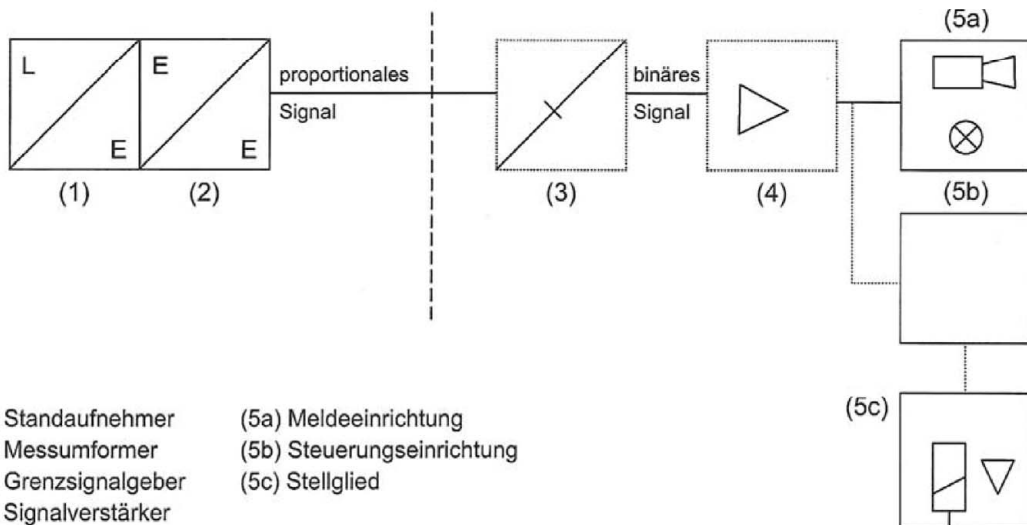 (5a)
L E
proportionales binäres
Signal Signal
E E
(1) (2) (3) (4) (5b)
(5c)
Standaufnehmer (5a) Meldeeinrichtung
Messumformer (5b) Steuerungseinrichtung
Grenzsignalgeber (5c) Stellglied
Signalverstärker